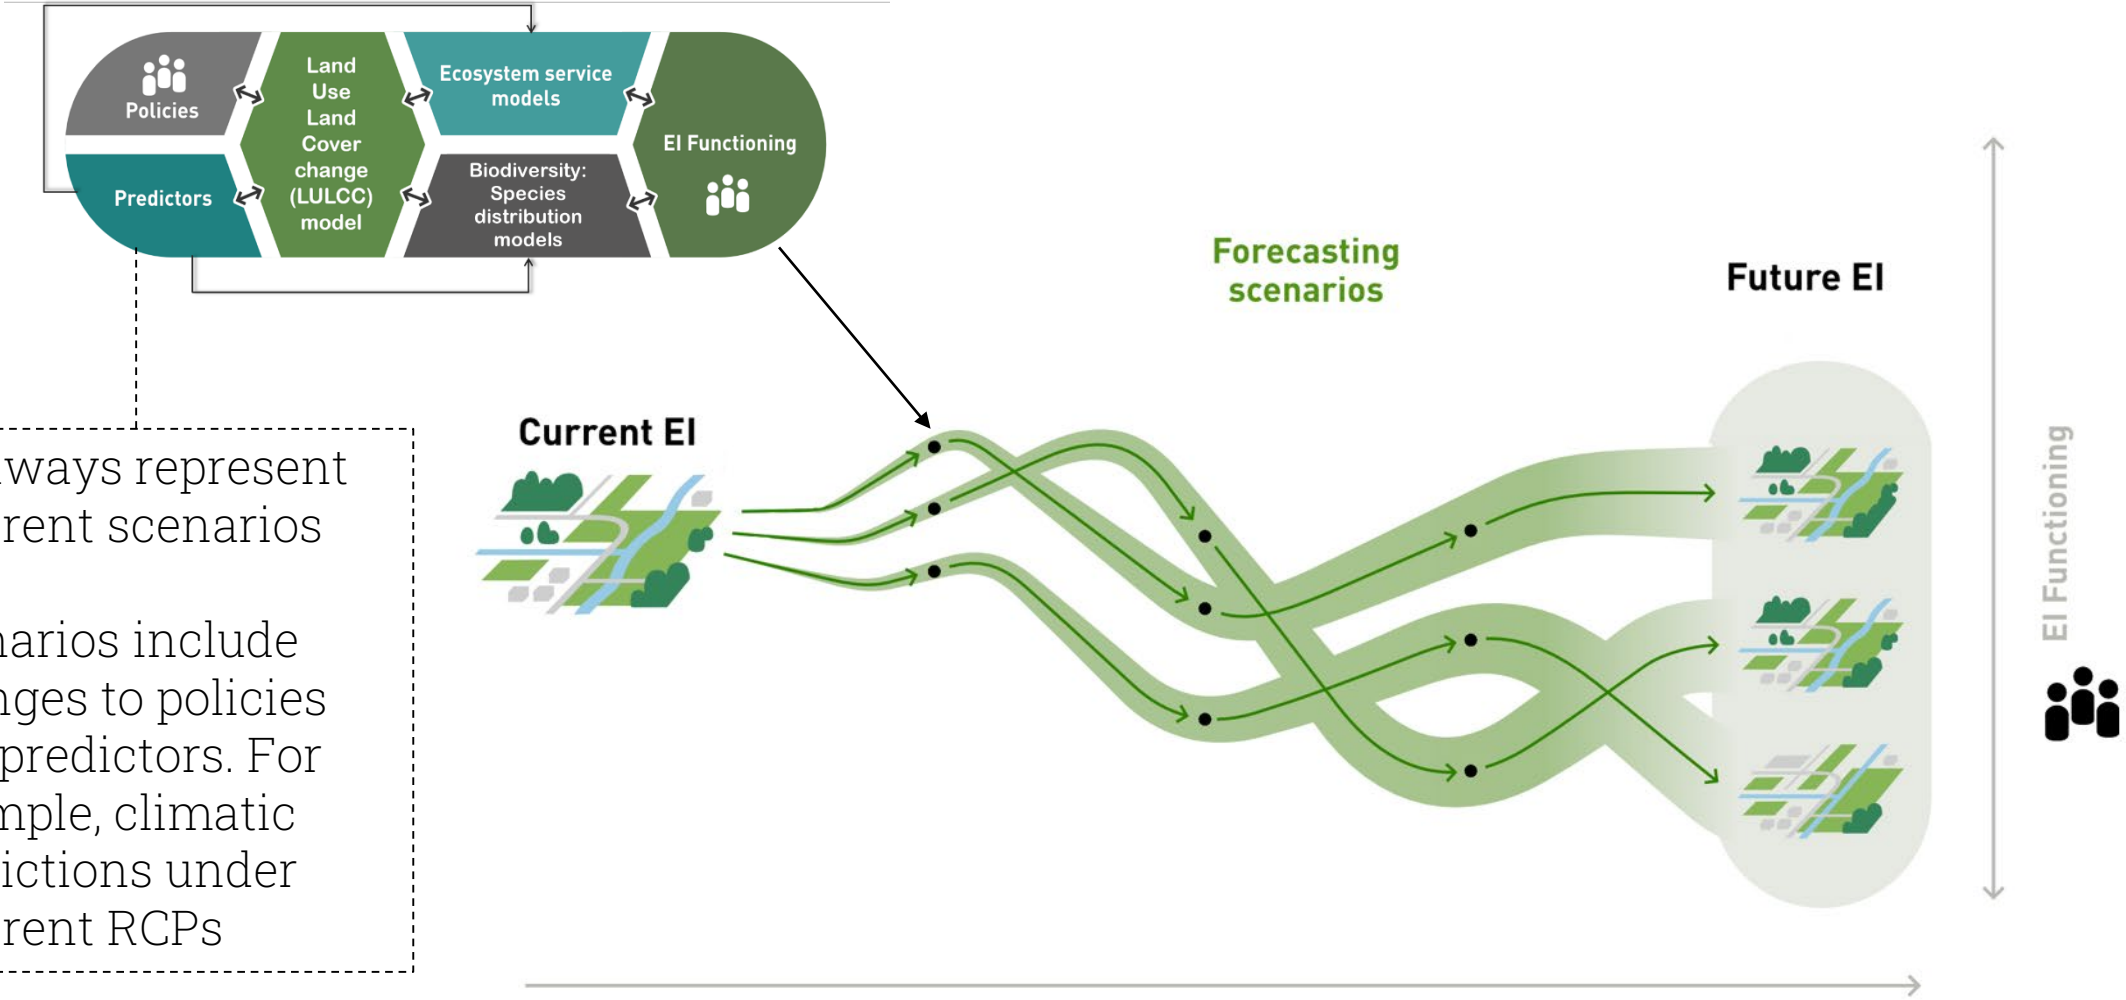 Policies
Predictors
Land
Use
Land
Cover
change
(LULCC)
model
Ecosystem service
models
Biodiversity:
Species
distribution
models
EI Functioning
Forecasting
scenarios
Future EI
Current EI
EI Functioning
lways represent
rent scenarios
narios include
nges to policies
predictors. For
mple, climatic
ictions under
rent RCPs